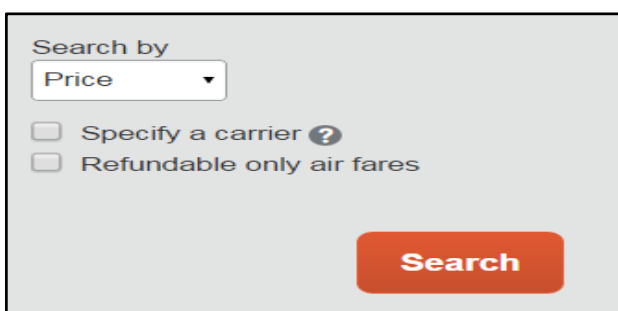 Search by
Price
Specify a carrier ?
Refundable only air fares
Search